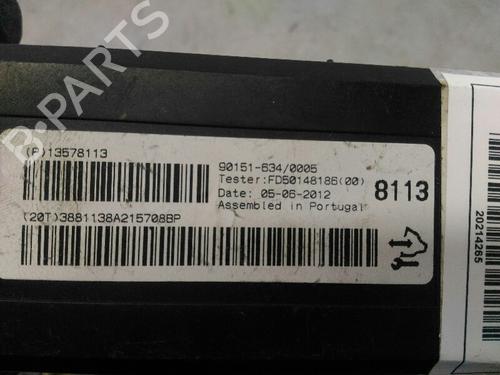 B-PARTS
(P)13578113
90151-634/0005
Tester:FD50148186(00)
Date: 05-06-2012
Assembled in Portugal
8113
(20T)3881138A215708BP
20214265